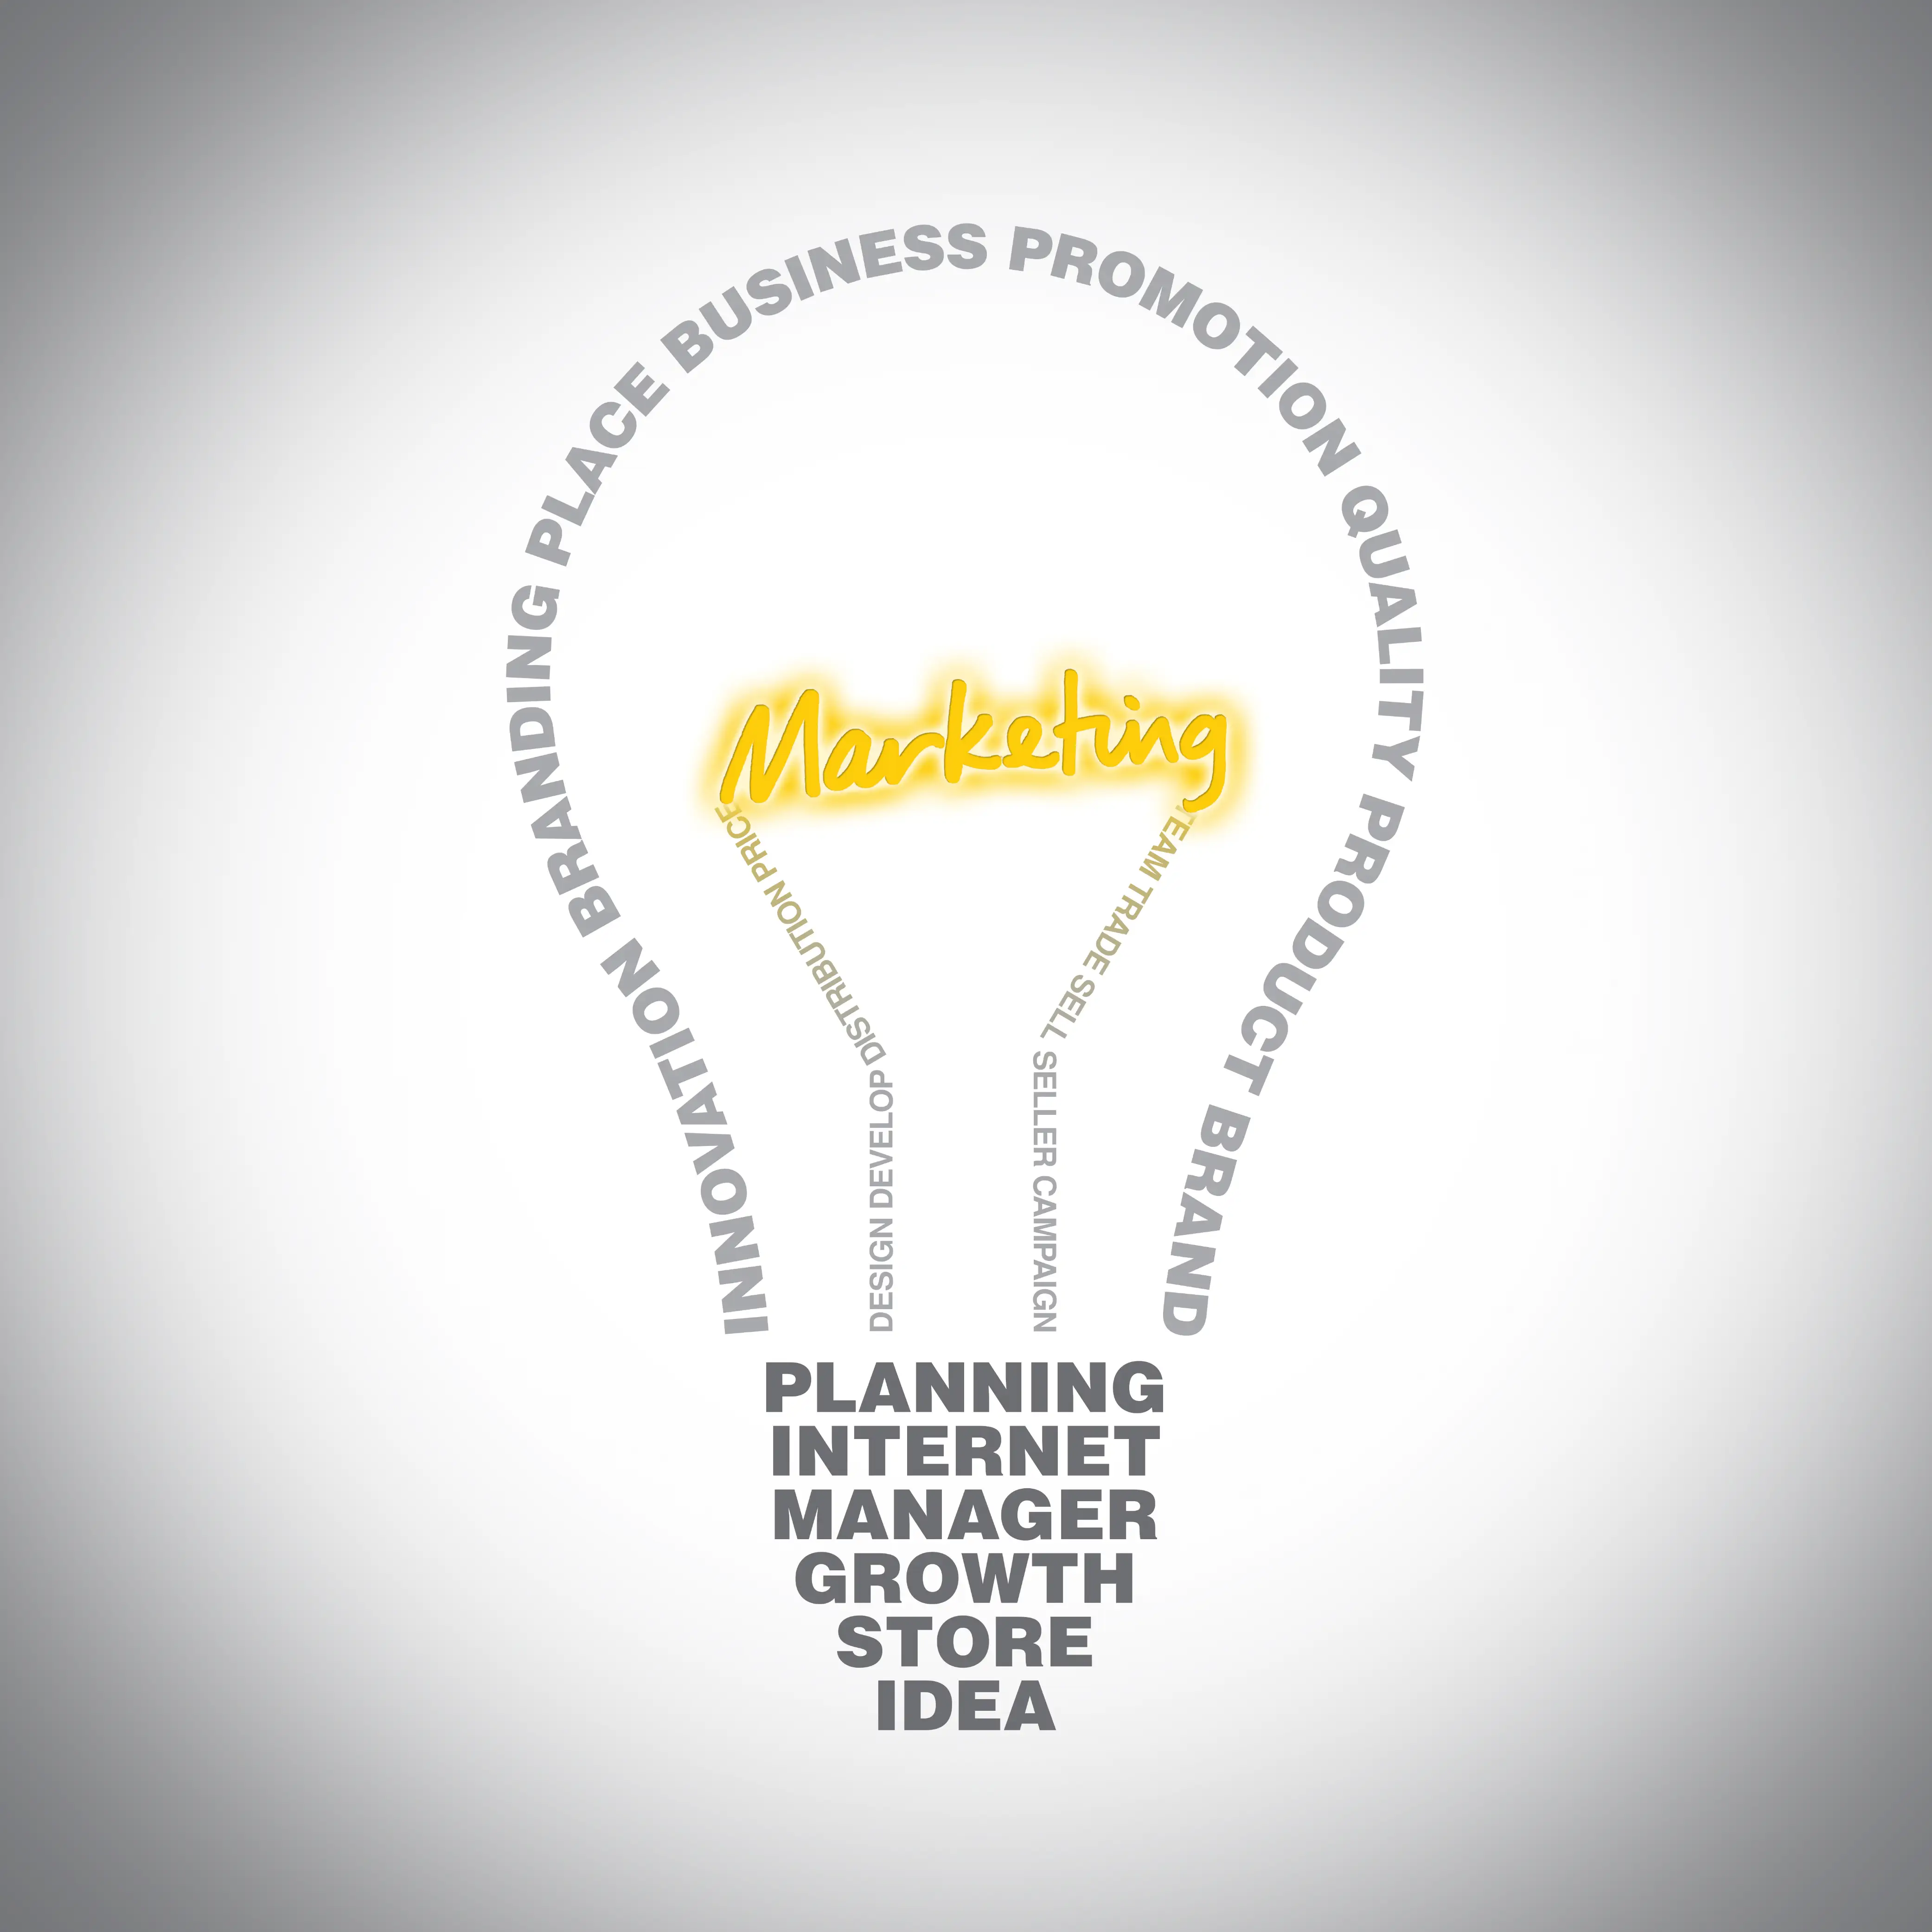 INNOVATION BRANDING PLACE BUSINESS PROMOTION QUALITY PRODUCT BRAND
Marketing
DESIGN DEVELOP DISTRIBUTION PRICE
TEAM TRADE SELL SELLER CAMPAIGN
PLANNING
INTERNET
MANAGER
GROWTH
STORE
IDEA